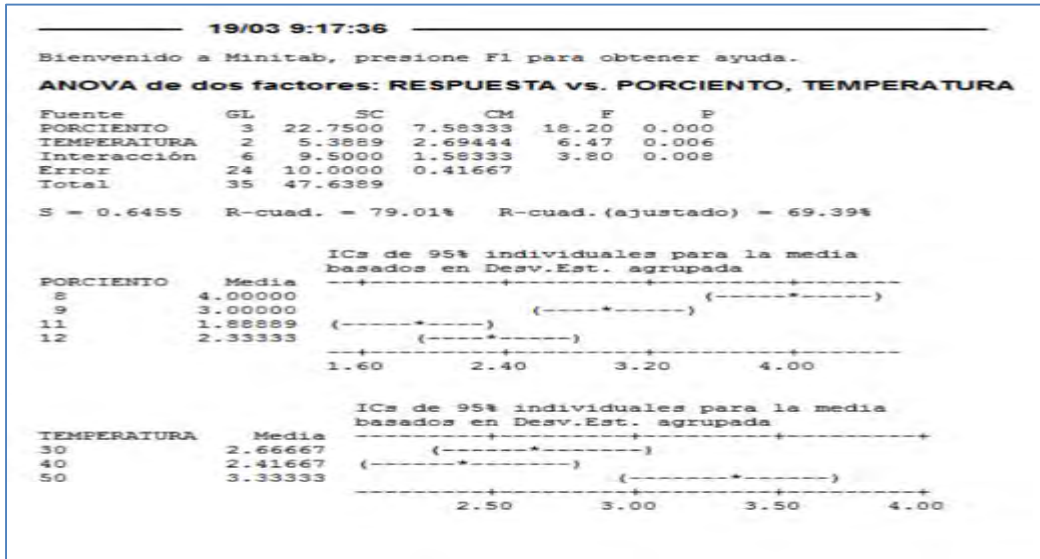 19/03 9:17:36
Bienvenido a Minitab, presione F1 para obtener ayuda.
ANOVA de dos factores: RESPUESTA vs. PORCIENTO, TEMPERATURA
Fuente GL SC CM F P
PORCIENTO 3 22.7500 7.58333 18.20 0.000
TEMPERATURA 2 5.3889 2.69444 6.47 0.006
Interacción 6 9.5000 1.58333 3.80 0.008
Error 24 10.0000 0.41667
Total 35 47.6389
S = 0.6455 R-cuad. = 79.01% R-cuad.(ajustado) = 69.39%
ICs de 95% individuales para la media
basados en Desv.Est. agrupada
PORCIENTO Media --+---------+---------+---------+-------
8 4.00000 (-----*-----)
9 3.00000 (----*-----)
11 1.88889 (-----*----)
12 2.33333 (----*-----)
--+---------+---------+---------+-------
1.60 2.40 3.20 4.00
ICs de 95% individuales para la media
basados en Desv.Est. agrupada
TEMPERATURA Media ---------+---------+---------+---------+
30 2.66667 (------*-------)
40 2.41667 (------*-------)
50 3.33333 (-------*------)
---------+---------+---------+---------+
2.50 3.00 3.50 4.00